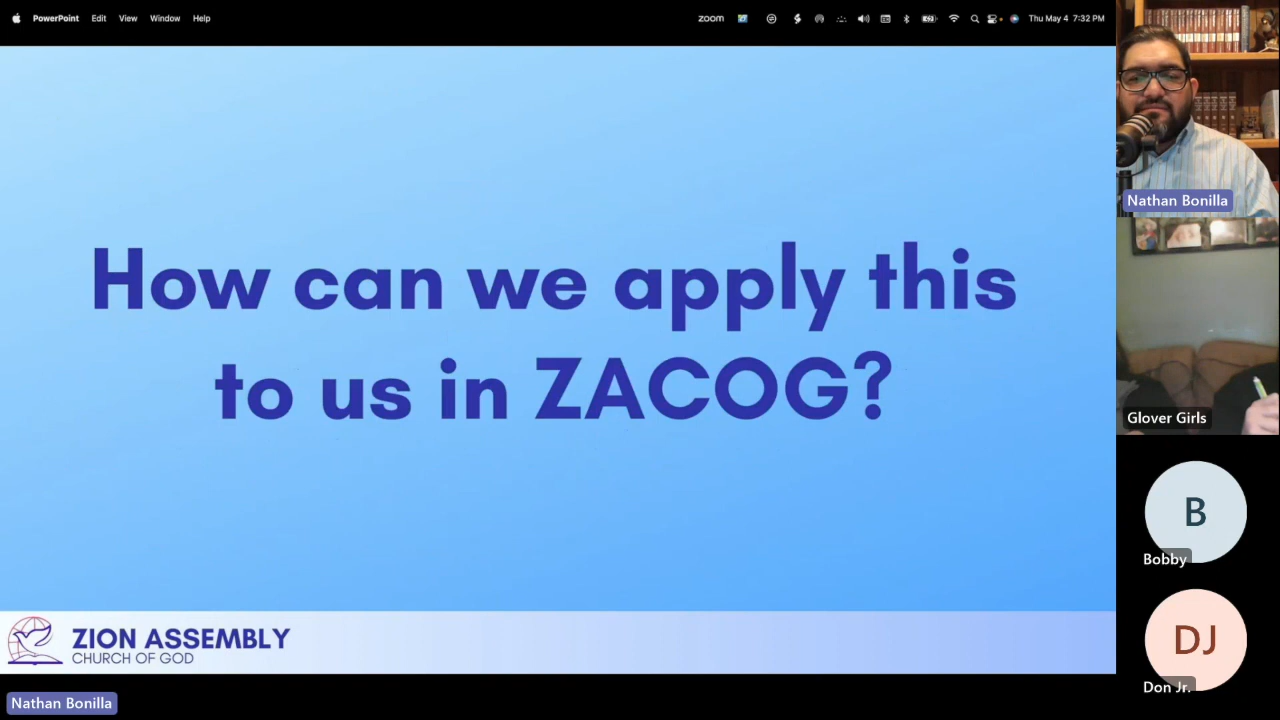 PowerPoint Edit View Window Help
zoom
Thu May 4 7:32 PM
How can we apply this
to us in ZACOG?
ZION ASSEMBLY
CHURCH OF GOD
Nathan Bonilla
Nathan Bonilla
Glover Girls
B
Bobby
DJ
Don Jr.